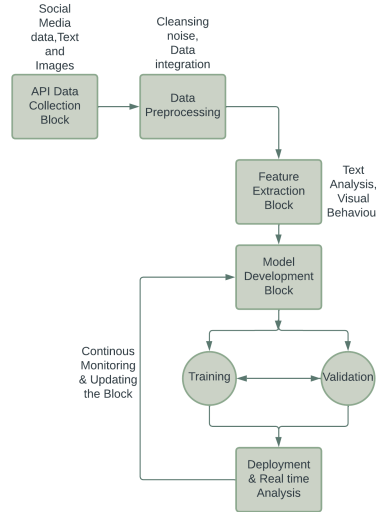 Social
Media
data,Text
and
Images
Cleansing
noise,
Data
integration
API Data
Collection
Block
Data
Preprocessing
Feature
Extraction
Block
Text
Analysis,
Visual
Behaviou
Model
Development
Block
Continous
Monitoring
& Updating
the Block
Training
Validation
Deployment
& Real time
Analysis